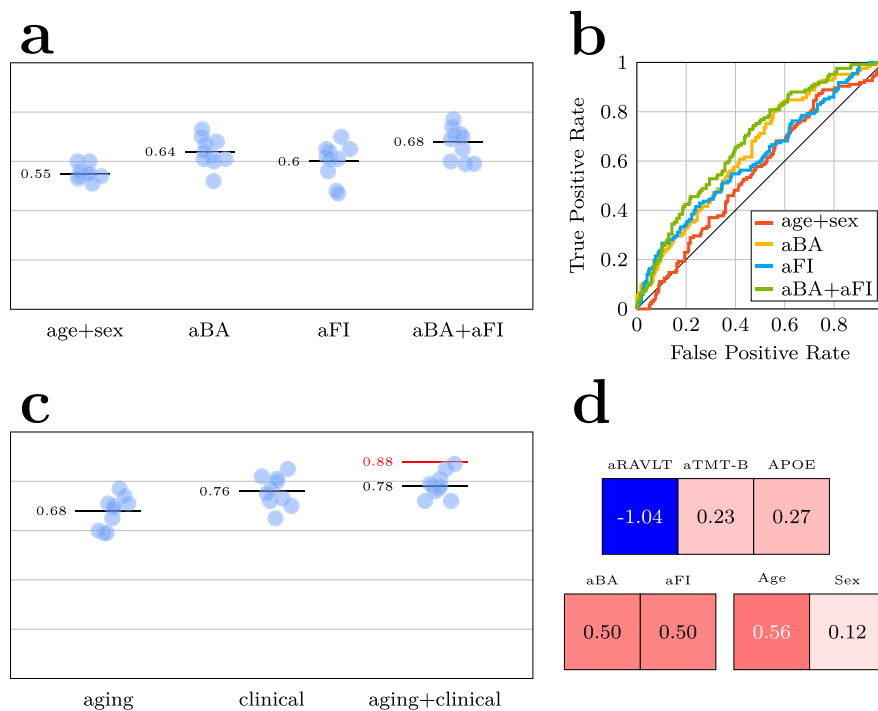 a
0.55
0.64
0.6
0.68
age+sex
aBA
aFI
aBA+aFI
b
True Positive Rate
1
0.8
0.6
0.4
0.2
0
age+sex
aBA
aFI
aBA+aFI
0
0.2
0.4
0.6
0.8
False Positive Rate
c
0.68
0.76
0.88
0.78
aging
clinical
aging+clinical
d
aRAVLT aTMT-B APOE
-1.04 0.23 0.27
aBA aFI Age Sex
0.50 0.50 0.56 0.12